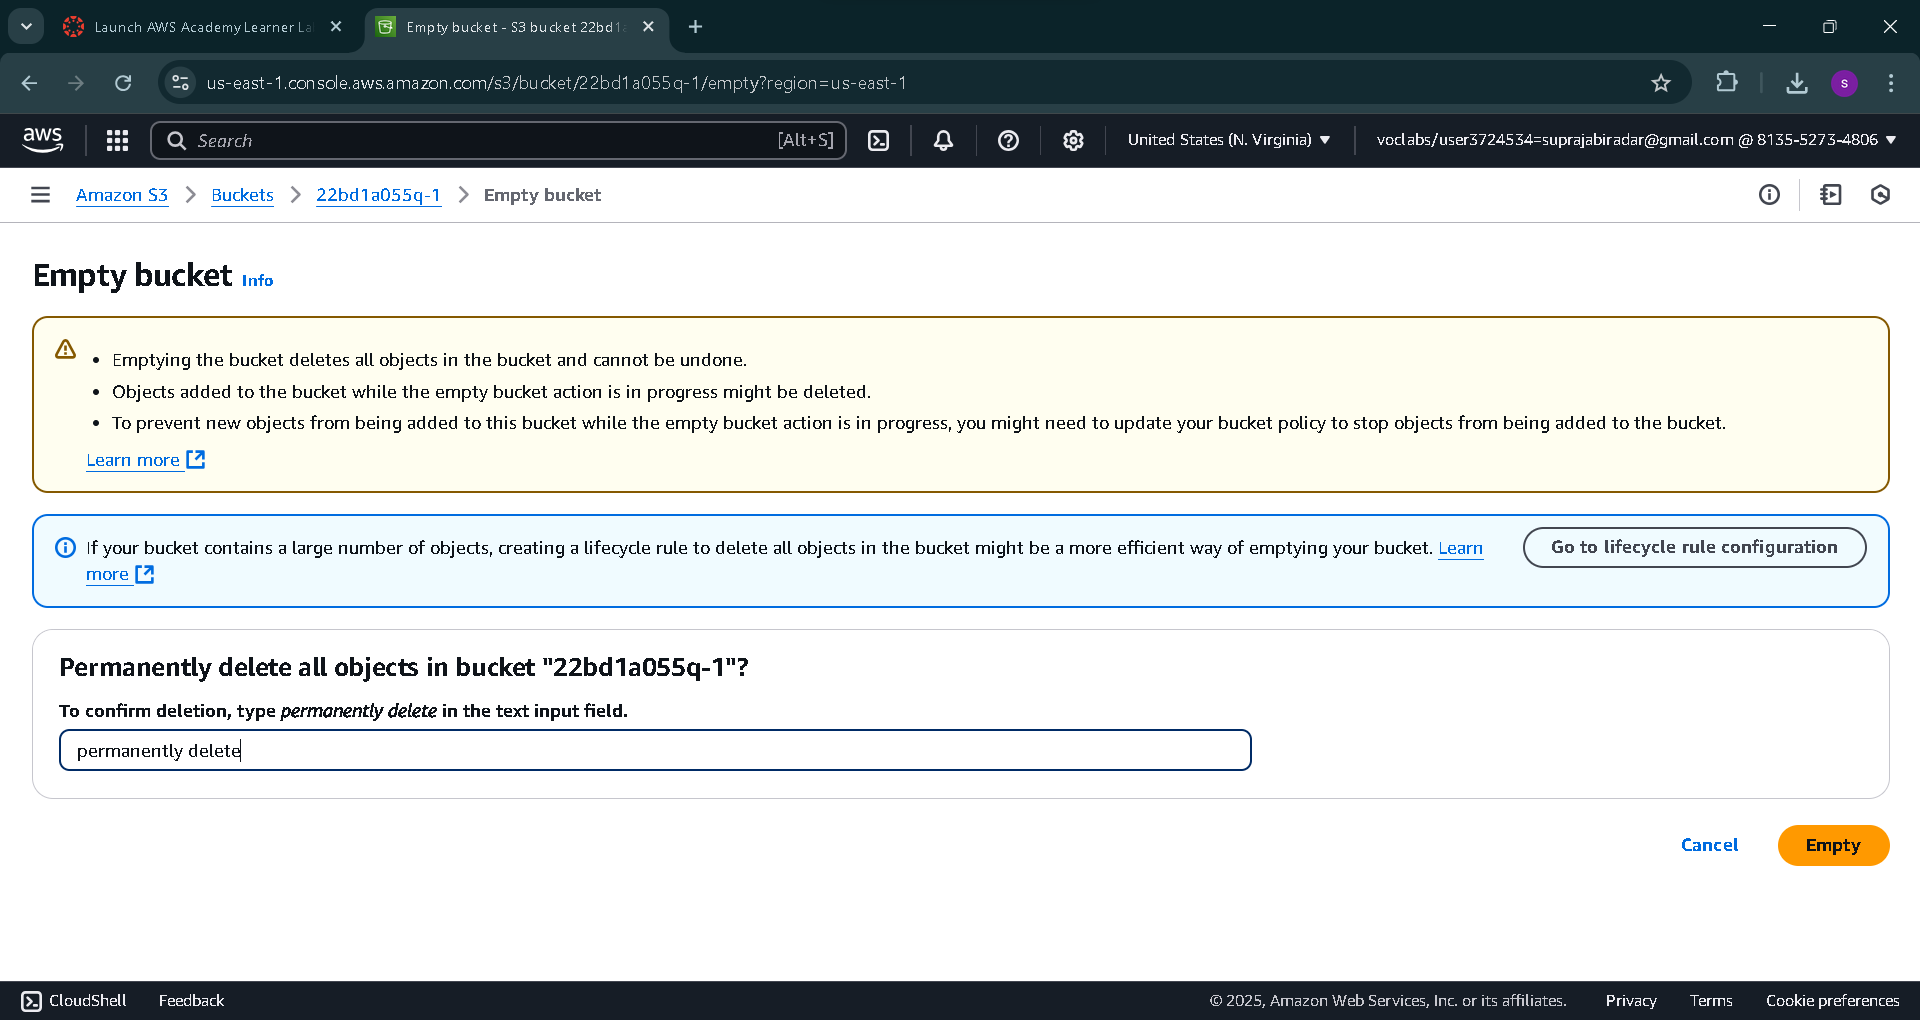 Launch AWS Academy Learner La
Empty bucket - S3 bucket 22bd1a
us-east-1.console.aws.amazon.com/s3/bucket/22bd1a055q-1/empty?region=us-east-1
S
aws
Search
[Alt+S]
United States (N. Virginia)
voclabs/user3724534=suprajabiradar@gmail.com @ 8135-5273-4806
Amazon S3
Buckets
22bd1a055q-1
Empty bucket
Empty bucket Info
Emptying the bucket deletes all objects in the bucket and cannot be undone.
Objects added to the bucket while the empty bucket action is in progress might be deleted.
To prevent new objects from being added to this bucket while the empty bucket action is in progress, you might need to update your bucket policy to stop objects from being added to the bucket.
Learn more
If your bucket contains a large number of objects, creating a lifecycle rule to delete all objects in the bucket might be a more efficient way of emptying your bucket. Learn
more
Go to lifecycle rule configuration
Permanently delete all objects in bucket "22bd1a055q-1"?
To confirm deletion, type permanently delete in the text input field.
permanently delete
Cancel
Empty
CloudShell
Feedback
© 2025, Amazon Web Services, Inc. or its affiliates.
Privacy
Terms
Cookie preferences